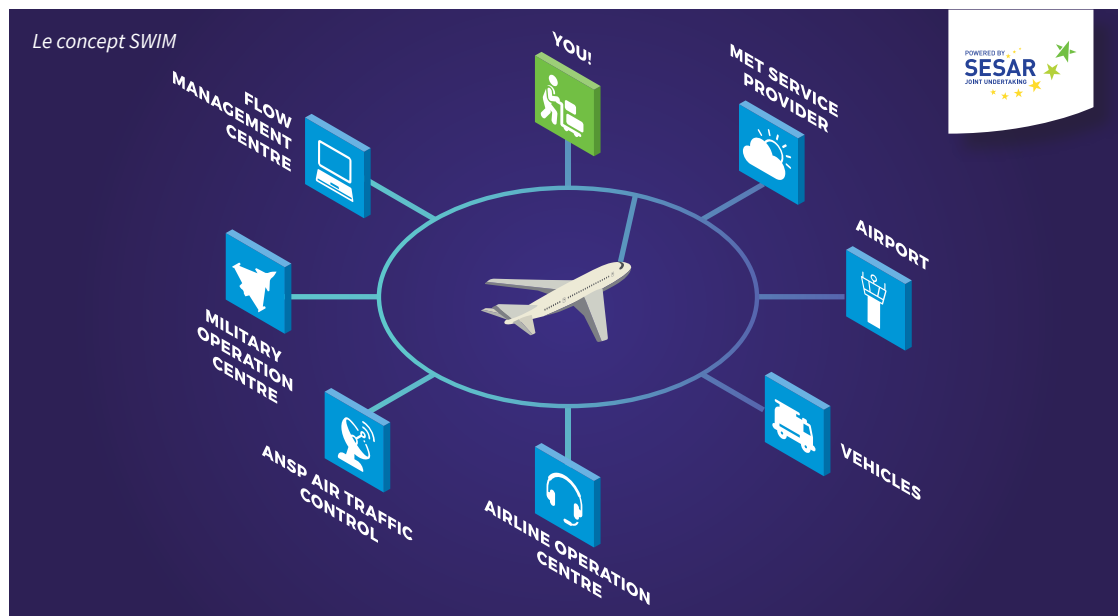 Le concept SWIM
POWERED BY
SESAR
JOINT UNDERTAKING
YOU!
MET SERVICE
PROVIDER
FLOW
MANAGEMENT
CENTRE
AIRPORT
MILITARY
OPERATION
CENTRE
VEHICLES
ANSP AIR TRAFFIC
CONTROL
AIRLINE OPERATION
CENTRE